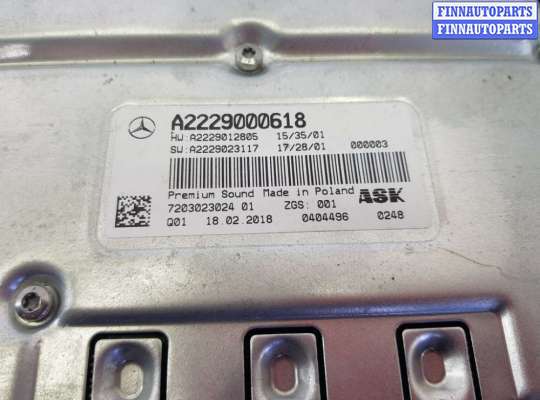 FINNAUTOPARTS
FINNAUTOPARTS
FINNAUTOPARTS
A2229000618
HW:A2229012805 15/35/01
SW:A2229023117 17/28/01 000003
Premium Sound Made in Poland
ASK
7203023024 01 ZGS: 001
Q01 18.02.2018 0404496 0248